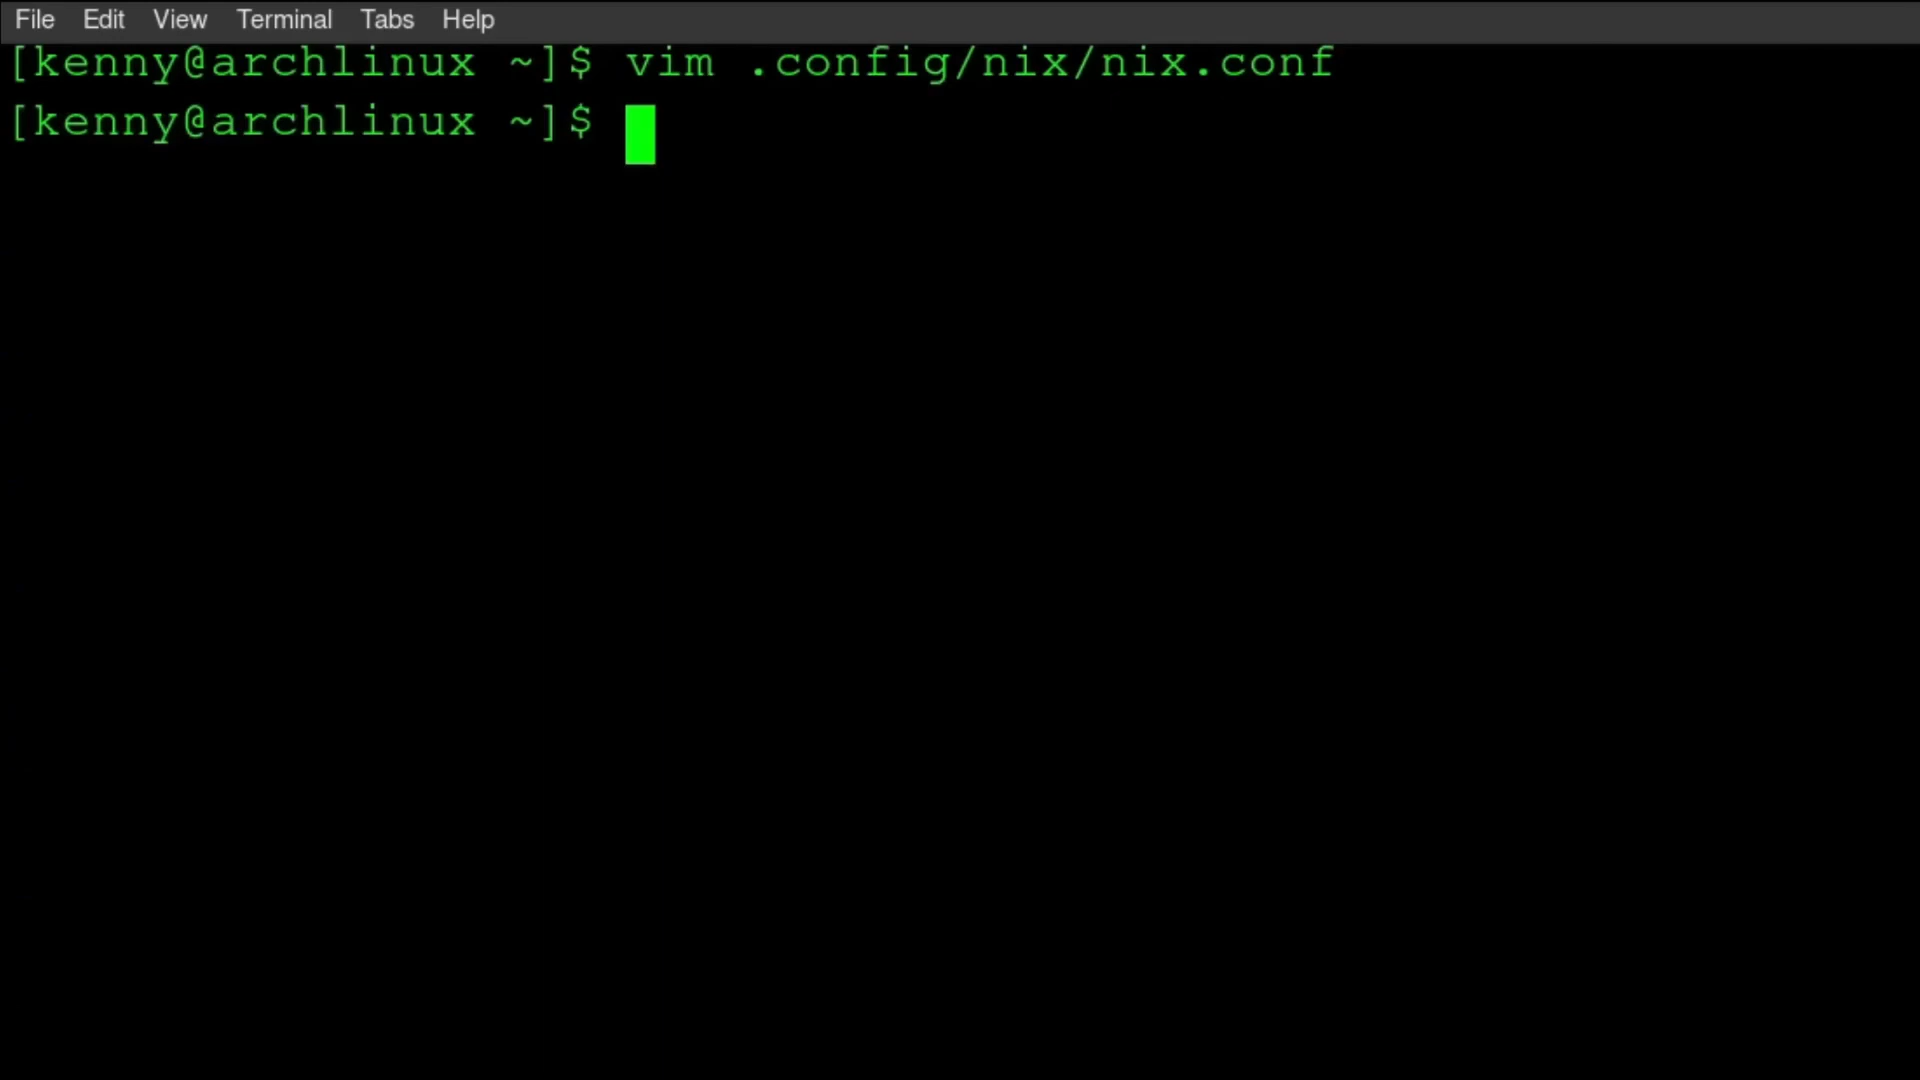 File Edit View Terminal Tabs Help
[kenny@archlinux ~]$ vim .config/nix/nix.conf
[kenny@archlinux ~]$